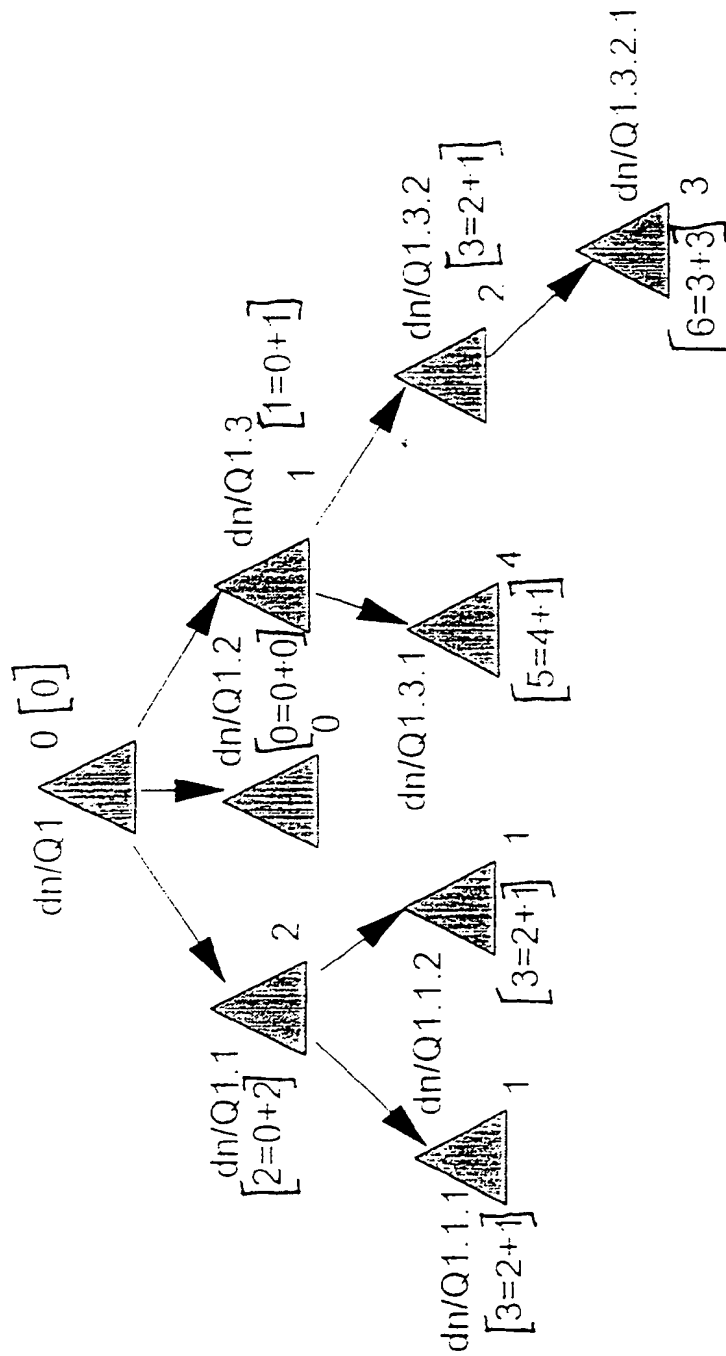 dn/Q1
0 [0]
dn/Q1.1
[2=0+2]
2
dn/Q1.2
[0=0+0]
0
dn/Q1.3
[1=0+1]
1
dn/Q1.1.1
[3=2+1]
1
dn/Q1.1.2
[3=2+1]
1
dn/Q1.3.1
[5=4+1]
4
dn/Q1.3.2
2 [3=2+1]
dn/Q1.3.2.1
[6=3+3]
3